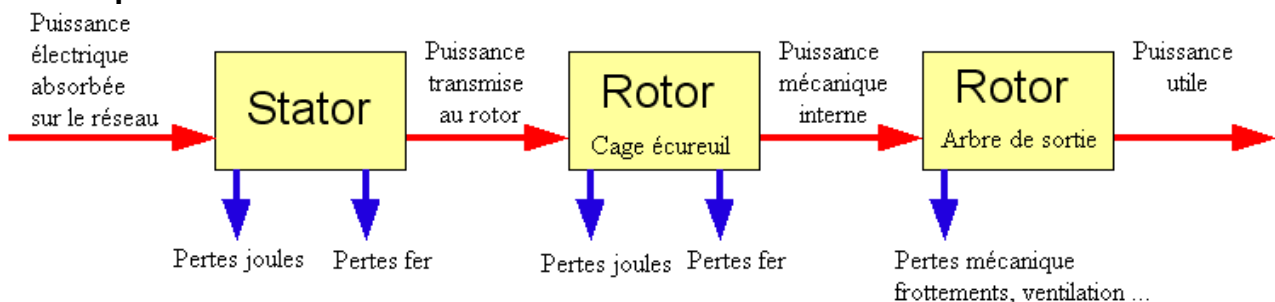 Puissance
électrique
absorbée
sur le réseau
Stator
Puissance
transmise
au rotor
Rotor
Cage écureuil
Puissance
mécanique
interne
Rotor
Arbre de sortie
Puissance
utile
Pertes joules
Pertes fer
Pertes joules
Pertes fer
Pertes mécanique
frottements, ventilation ...